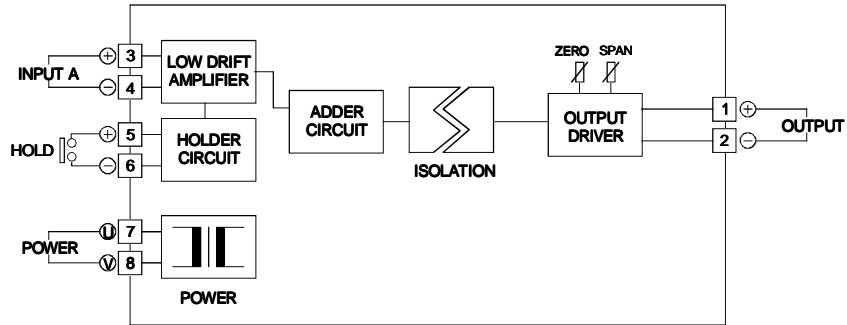 ZERO SPAN
+ 3
INPUT A
- 4
LOW DRIFT
AMPLIFIER
ADDER
CIRCUIT
ISOLATION
OUTPUT
DRIVER
1 +
2 -
OUTPUT
+ 5
HOLD
- 6
HOLDER
CIRCUIT
U 7
POWER
V 8
POWER